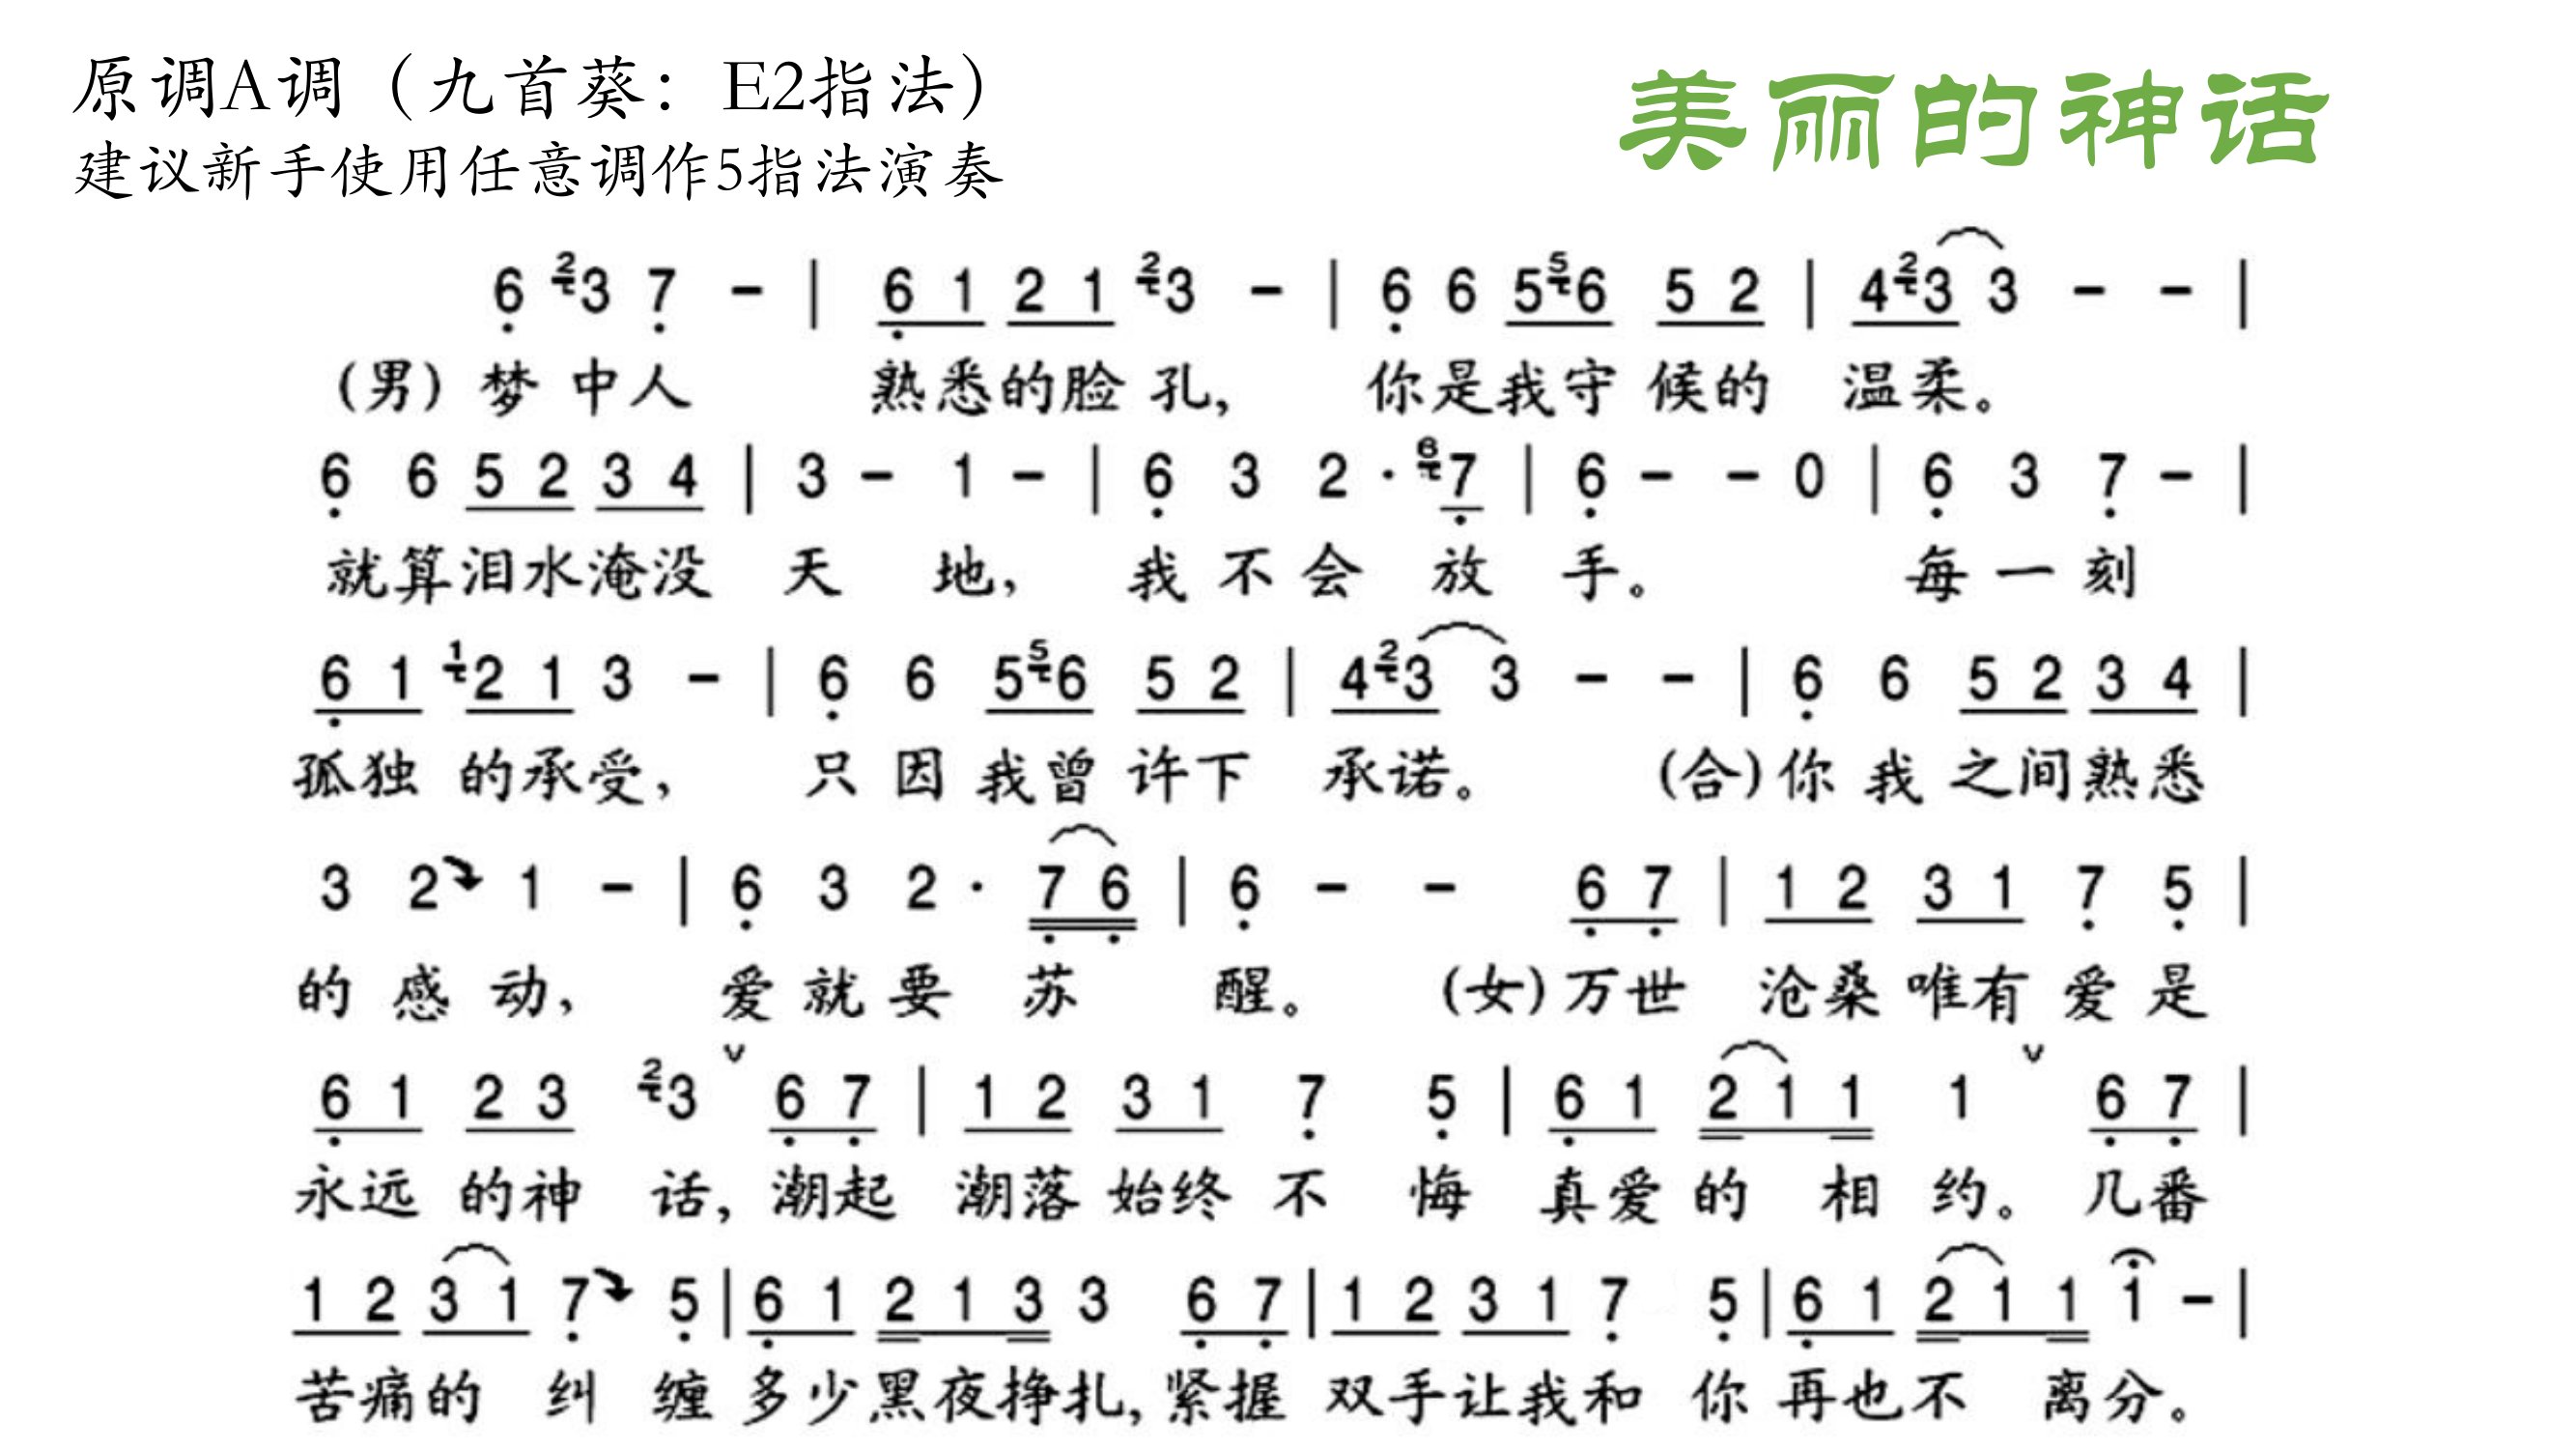 原调A调（九首葵：E2指法）
建议新手使用任意调作5指法演奏
美丽的神话
6̣ ²3 7̣ - | 6̣ 1 2 1 ²3 - | 6̣ 6 5⁵6 5 2 | 4²3 3 - - |
(男) 梦中人 熟悉的脸孔, 你是我守候的 温柔。
6̣ 6 5 2 3 4 | 3 - 1 - | 6̣ 3 2 · ⁶7̣ | 6̣ - - 0 | 6̣ 3 7̣ - |
就算泪水淹没 天 地, 我不会 放 手。 每一刻
6̣ 1 ¹2 1 3 - | 6̣ 6 5⁵6 5 2 | 4²3 3 - - | 6̣ 6 5 2 3 4 |
孤独 的承受, 只因我曾许下 承诺。 (合)你我之间熟悉
3 2 1 - | 6̣ 3 2 · 7̣ 6̣ | 6̣ - - 6̣ 7̣ | 1 2 3 1 7̣ 5̣ |
的感动, 爱就要 苏 醒。 (女)万世 沧桑唯有爱是
6̣ 1 2 3 ²3 v 6̣ 7̣ | 1 2 3 1 7̣ 5̣ | 6̣ 1 2 1 1 1 v 6̣ 7̣ |
永远 的神 话, 潮起 潮落始终不 悔 真爱的 相 约。 几番
1 2 3 1 7̣ 5̣ | 6̣ 1 2 1 3 3 6̣ 7̣ | 1 2 3 1 7̣ 5̣ | 6̣ 1 2 1 1 1 - |
苦痛的 纠 缠 多少黑夜挣扎, 紧握 双手让我和 你 再也不 离分。